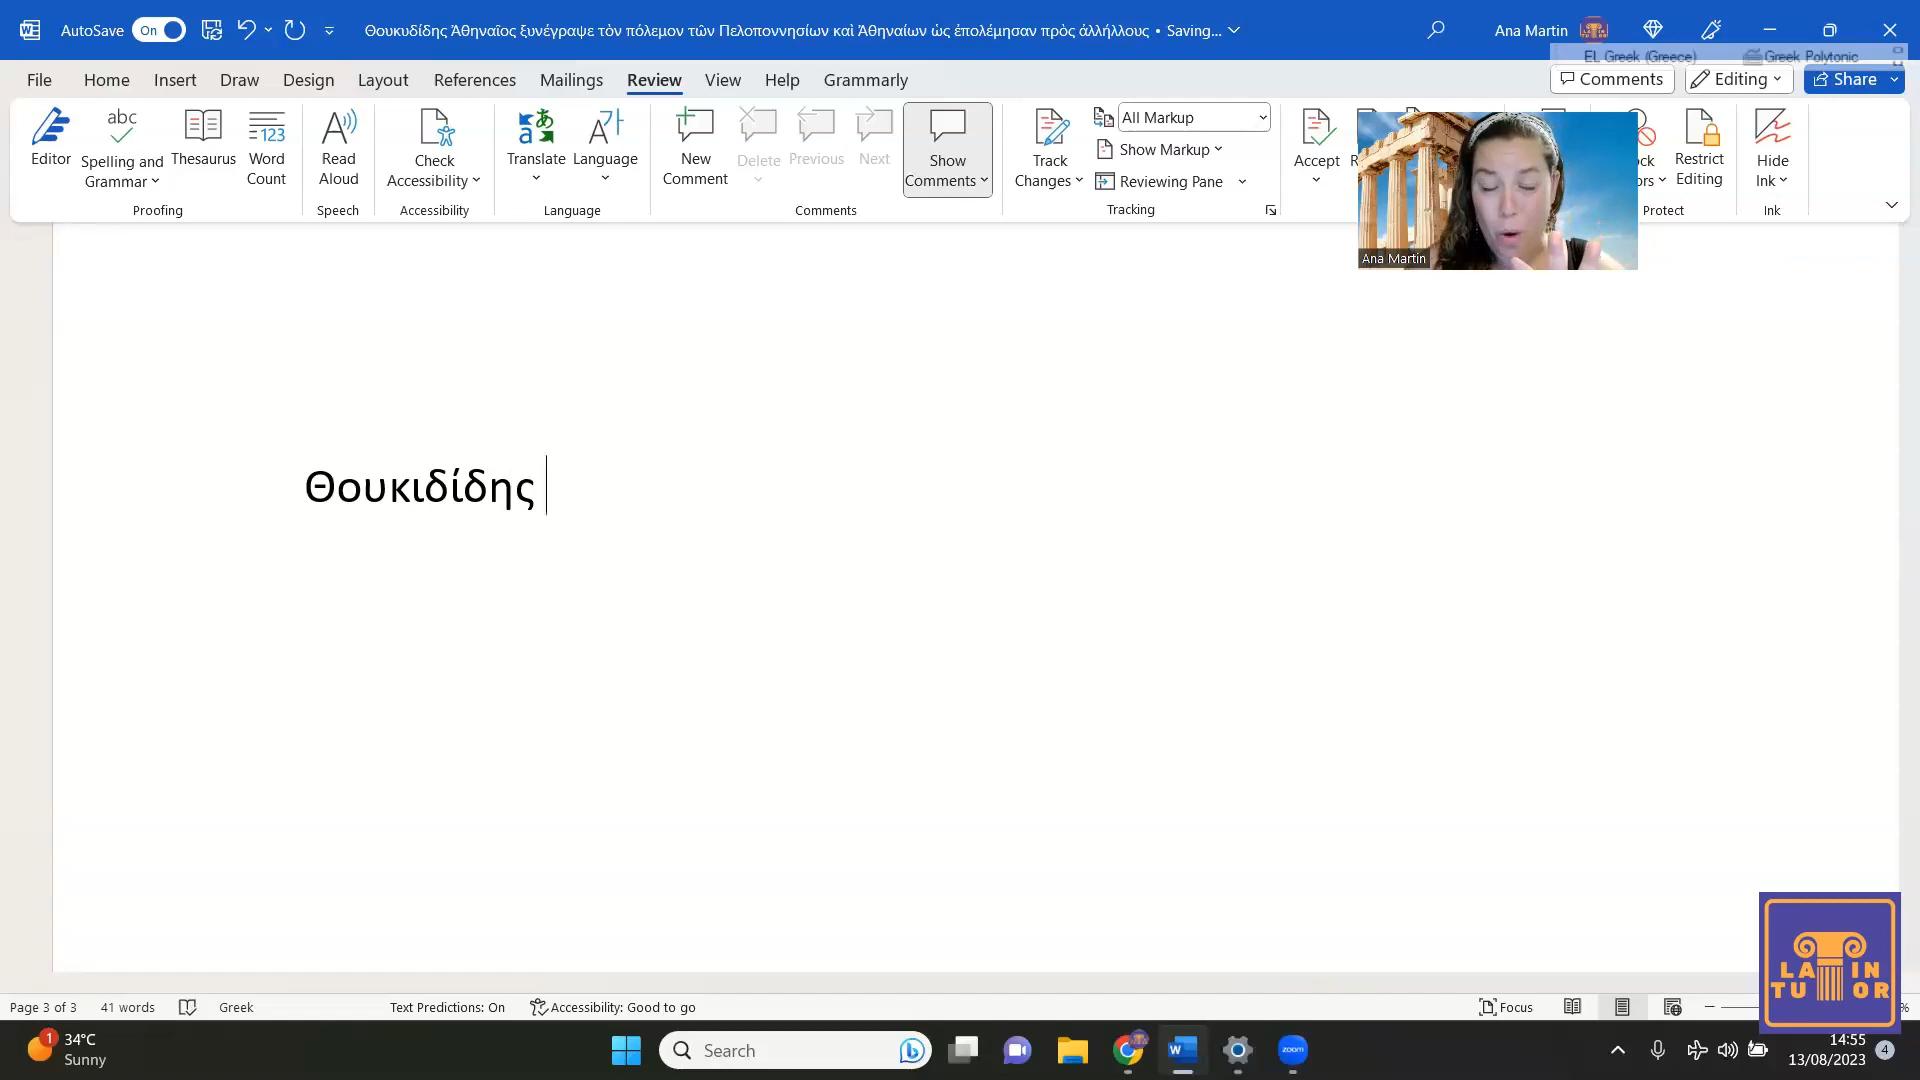 AutoSave On Θουκυδίδης Ἀθηναῖος ξυνέγραψε τὸν πόλεμον τῶν Πελοποννησίων καὶ Ἀθηναίων ὡς ἐπολέμησαν πρὸς ἀλλήλλους • Saving... Ana Martin
EL Greek (Greece) Greek Polytonic
File Home Insert Draw Design Layout References Mailings Review View Help Grammarly Comments Editing Share
Editor
Spelling and Grammar
Thesaurus
Word Count
Proofing
Read Aloud
Speech
Check Accessibility
Accessibility
Translate
Language
Language
New Comment
Delete
Previous
Next
Show Comments
Comments
Track Changes
All Markup
Show Markup
Reviewing Pane
Tracking
Accept
Restrict Editing
Protect
Hide Ink
Ink
Ana Martin
Θουκιδίδης
LATIN
TUTOR
Page 3 of 3 41 words Greek Text Predictions: On Accessibility: Good to go Focus
34°C
Sunny
Search
zoom
14:55
13/08/2023
4